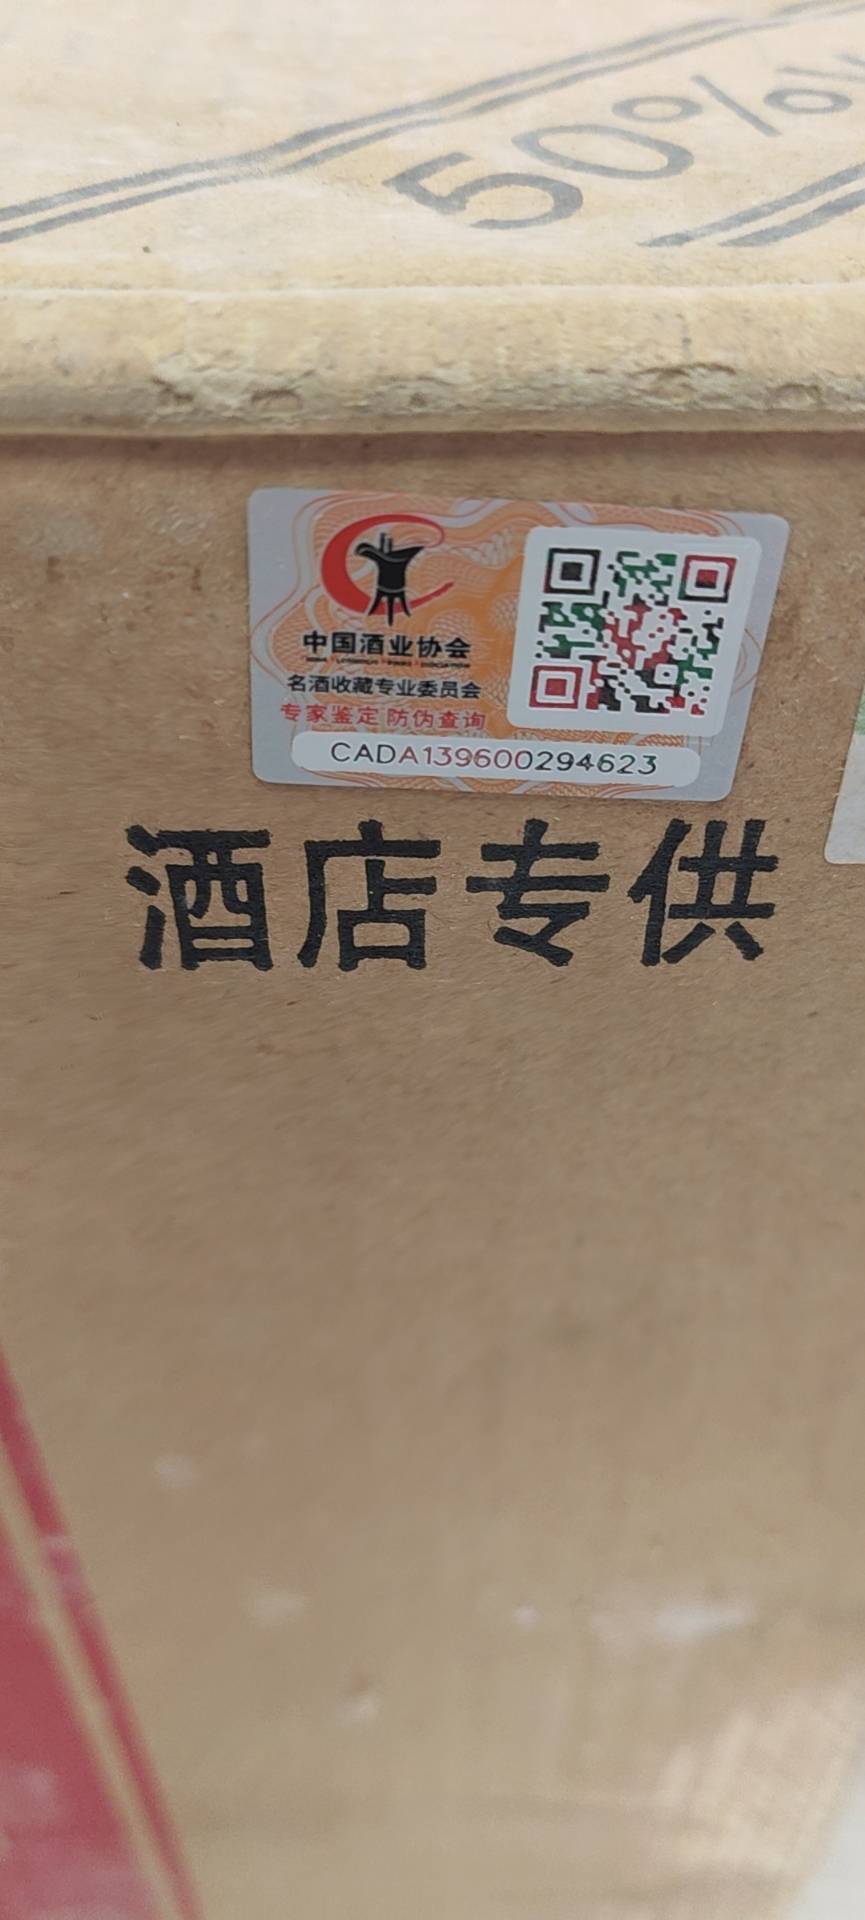 50%
中国酒业协会
名酒收藏专业委员会
专家鉴定 防伪查询
CADA139600294623
酒店专供